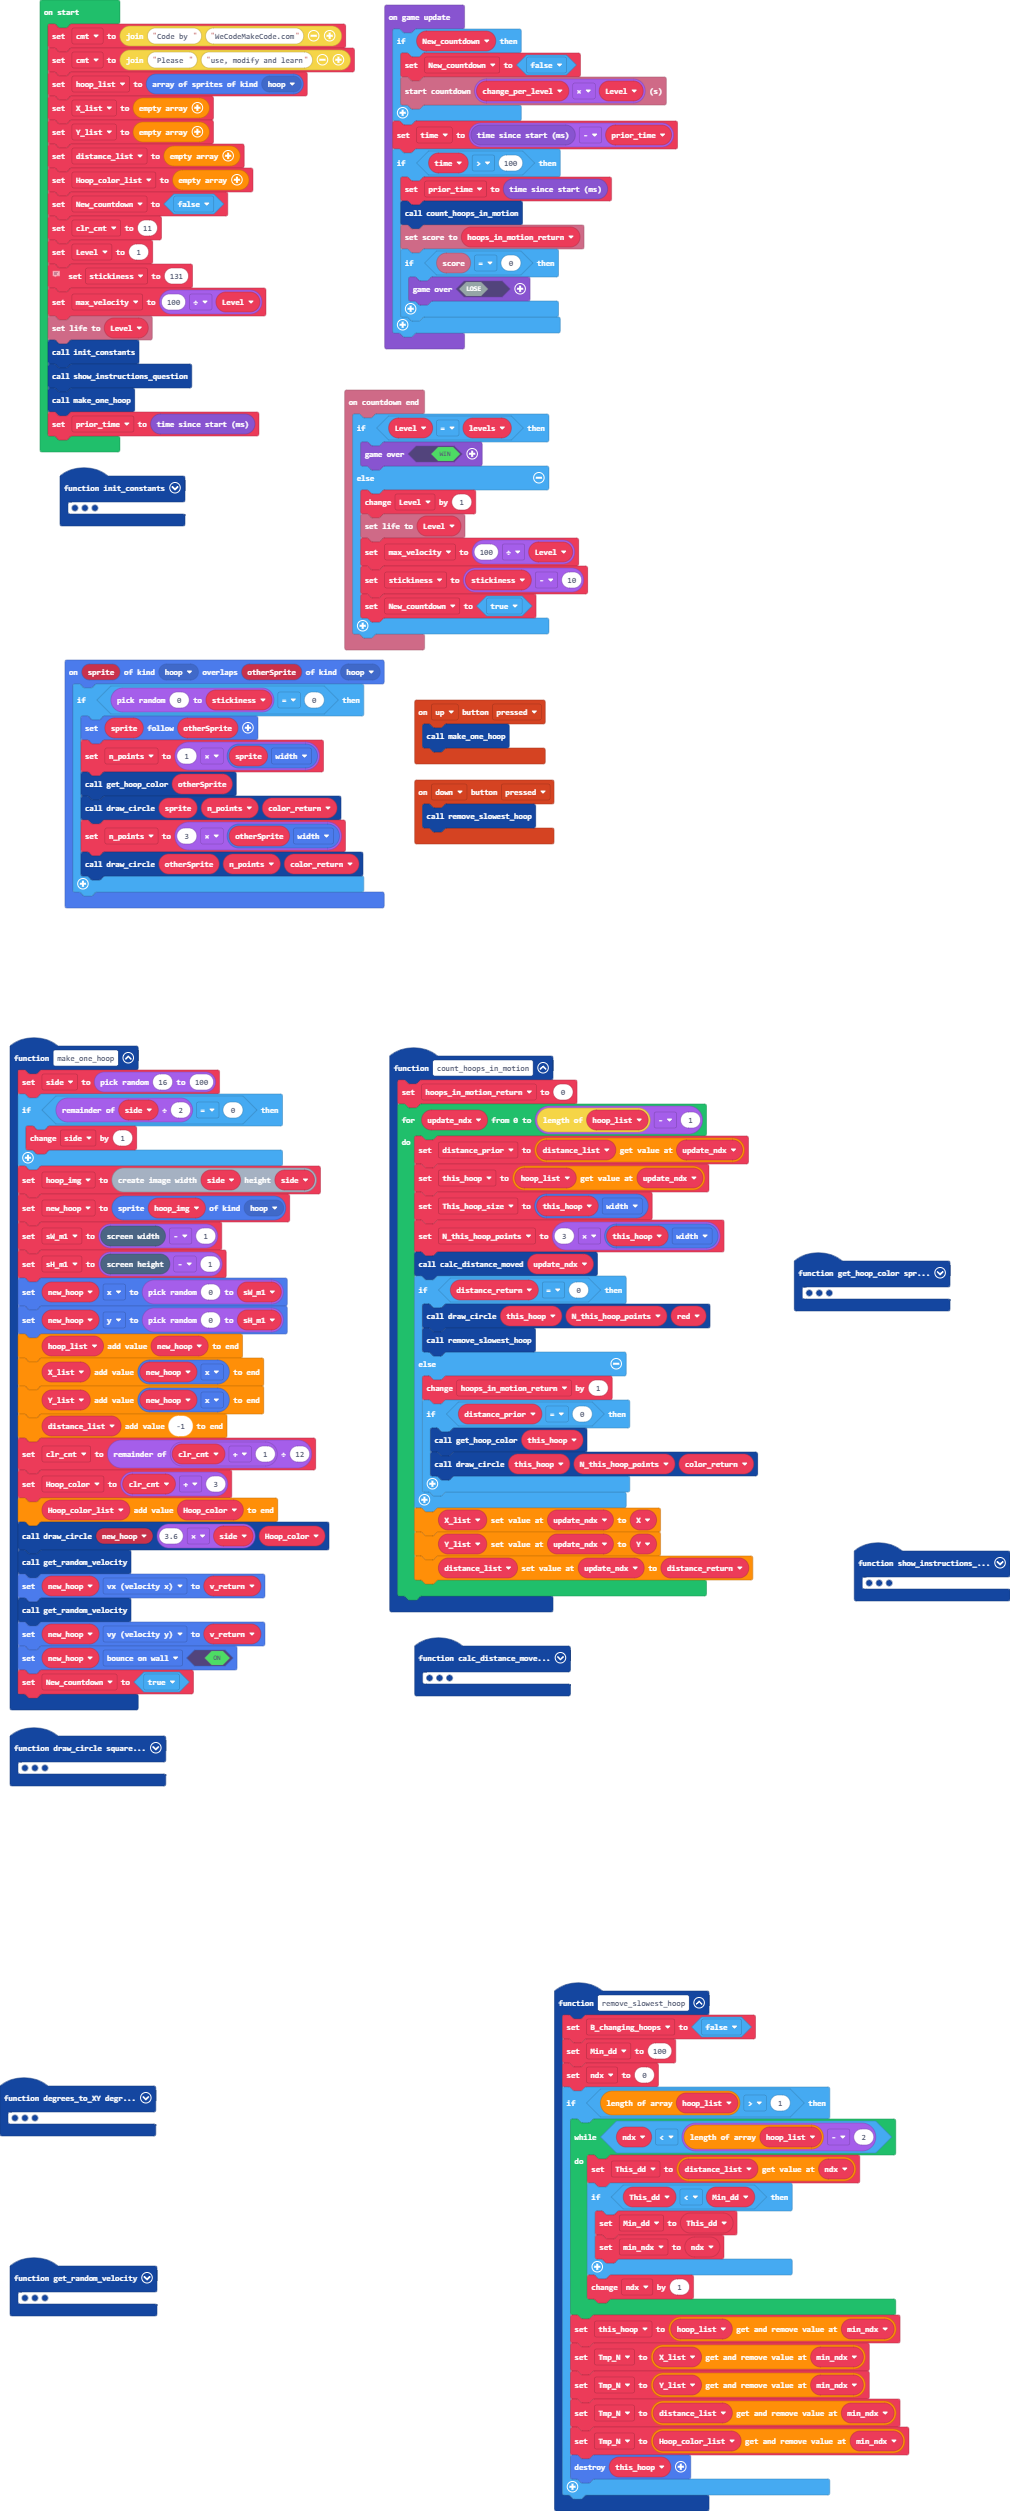 on start
set cmt to join "Code by " "WeCodeMakeCode.com"
set cmt to join "Please " "use, modify and learn"
set hoop_list to array of sprites of kind hoop
set X_list to empty array
set Y_list to empty array
set distance_list to empty array
set Hoop_color_list to empty array
set New_countdown to false
set clr_cnt to 11
set Level to 1
set stickiness to 131
set max_velocity to 100 ÷ Level
set life to Level
call init_constants
call show_instructions_question
call make_one_hoop
set prior_time to time since start (ms)
function init_constants
on game update
if New_countdown then
set New_countdown to false
start countdown change_per_level × Level (s)
set time to time since start (ms) - prior_time
if time > 100 then
set prior_time to time since start (ms)
call count_hoops_in_motion
set score to hoops_in_motion_return
if score = 0 then
game over LOSE
on countdown end
if Level = levels then
game over WIN
else
change Level by 1
set life to Level
set max_velocity to 100 ÷ Level
set stickiness to stickiness - 10
set New_countdown to true
on sprite of kind hoop overlaps otherSprite of kind hoop
if pick random 0 to stickiness = 0 then
set sprite follow otherSprite
set n_points to 1 × sprite width
call get_hoop_color otherSprite
call draw_circle sprite n_points color_return
set n_points to 3 × otherSprite width
call draw_circle otherSprite n_points color_return
on up button pressed
call make_one_hoop
on down button pressed
call remove_slowest_hoop
function make_one_hoop
set side to pick random 16 to 100
if remainder of side ÷ 2 = 0 then
change side by 1
set hoop_img to create image width side height side
set new_hoop to sprite hoop_img of kind hoop
set sW_m1 to screen width - 1
set sH_m1 to screen height - 1
set new_hoop x to pick random 0 to sW_m1
set new_hoop y to pick random 0 to sH_m1
hoop_list add value new_hoop to end
X_list add value new_hoop x to end
Y_list add value new_hoop x to end
distance_list add value -1 to end
set clr_cnt to remainder of clr_cnt + 1 ÷ 12
set Hoop_color to clr_cnt + 3
Hoop_color_list add value Hoop_color to end
call draw_circle new_hoop 3.6 × side Hoop_color
call get_random_velocity
set new_hoop vx (velocity x) to v_return
call get_random_velocity
set new_hoop vy (velocity y) to v_return
set new_hoop bounce on wall ON
set New_countdown to true
function draw_circle square...
function count_hoops_in_motion
set hoops_in_motion_return to 0
for update_ndx from 0 to length of hoop_list - 1
do
set distance_prior to distance_list get value at update_ndx
set this_hoop to hoop_list get value at update_ndx
set This_hoop_size to this_hoop width
set N_this_hoop_points to 3 × this_hoop width
call calc_distance_moved update_ndx
if distance_return = 0 then
call draw_circle this_hoop N_this_hoop_points red
call remove_slowest_hoop
else
change hoops_in_motion_return by 1
if distance_prior = 0 then
call get_hoop_color this_hoop
call draw_circle this_hoop N_this_hoop_points color_return
X_list set value at update_ndx to X
Y_list set value at update_ndx to Y
distance_list set value at update_ndx to distance_return
function get_hoop_color spr...
function show_instructions_...
function calc_distance_move...
function degrees_to_XY degr...
function get_random_velocity
function remove_slowest_hoop
set B_changing_hoops to false
set Min_dd to 100
set ndx to 0
if length of array hoop_list > 1 then
while ndx < length of array hoop_list - 2
do
set This_dd to distance_list get value at ndx
if This_dd < Min_dd then
set Min_dd to This_dd
set min_ndx to ndx
change ndx by 1
set this_hoop to hoop_list get and remove value at min_ndx
set Tmp_N to X_list get and remove value at min_ndx
set Tmp_N to Y_list get and remove value at min_ndx
set Tmp_N to distance_list get and remove value at min_ndx
set Tmp_N to Hoop_color_list get and remove value at min_ndx
destroy this_hoop